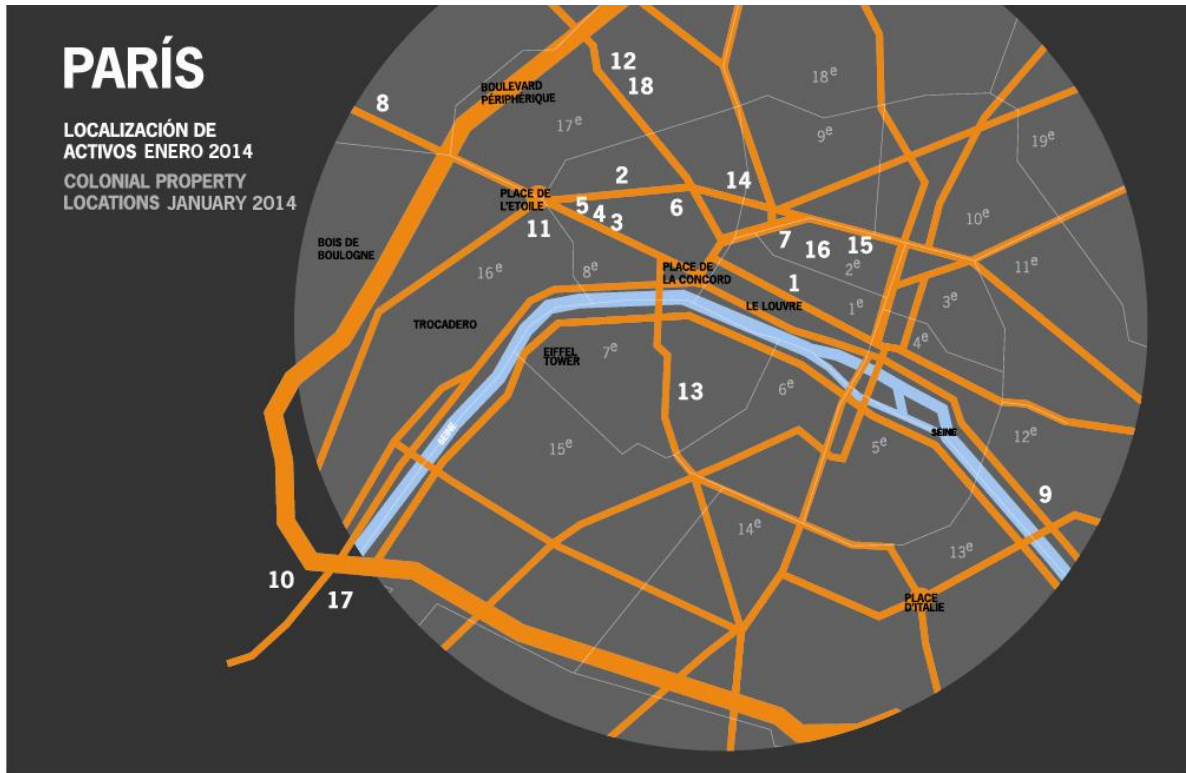 PARÍS
LOCALIZACIÓN DE
ACTIVOS ENERO 2014
COLONIAL PROPERTY
LOCATIONS JANUARY 2014
12
18
18e
BOULEVARD
PÉRIPHÉRIQUE
8
17e
9e
19e
2
14
PLACE DE
L'ETOILE
5
4
3
6
11
7
16
15
10e
BOIS DE
BOULOGNE
16e
8e
PLACE DE
LA CONCORD
2e
11e
1
LE LOUVRE
1e
3e
TROCADERO
4e
EIFFEL
TOWER
7e
13
6e
SEINE
SEINE
12e
15e
5e
9
14e
13e
10
17
PLACE
D'ITALIE